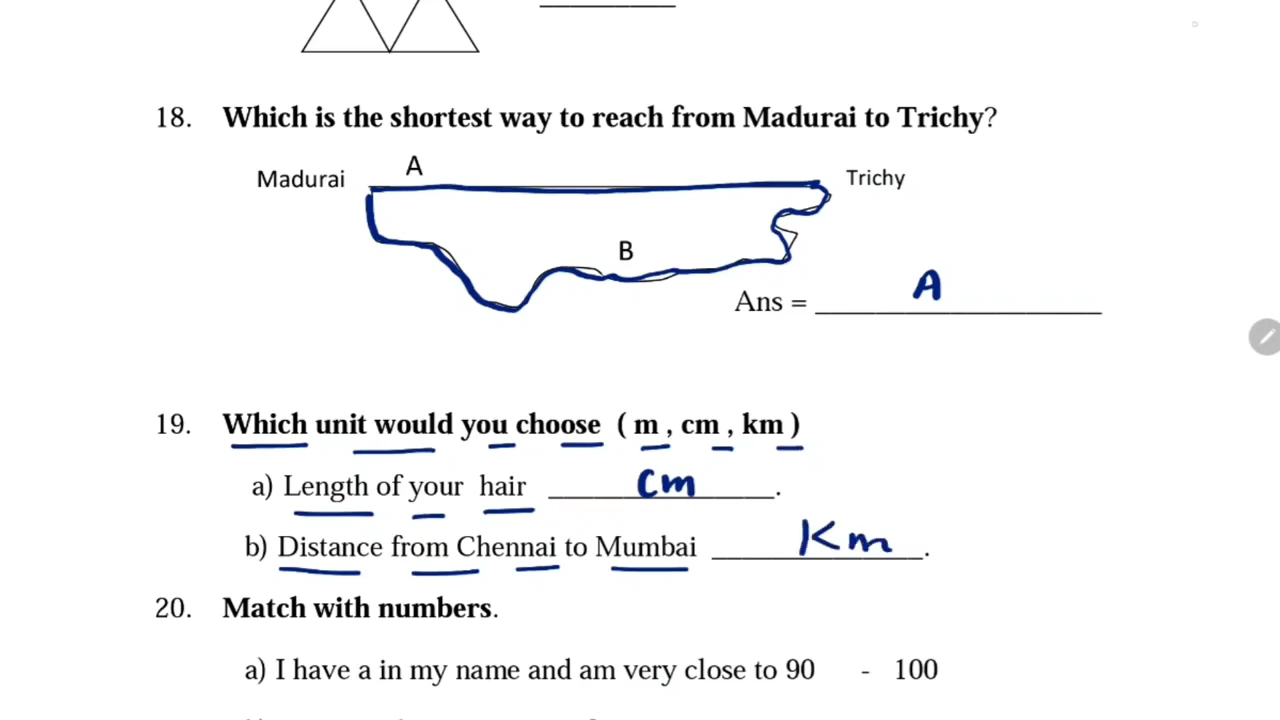 18. Which is the shortest way to reach from Madurai to Trichy?
A
Madurai Trichy
B
Ans = A
19. Which unit would you choose ( m , cm , km )
a) Length of your hair cm.
b) Distance from Chennai to Mumbai Km.
20. Match with numbers.
a) I have a in my name and am very close to 90 - 100